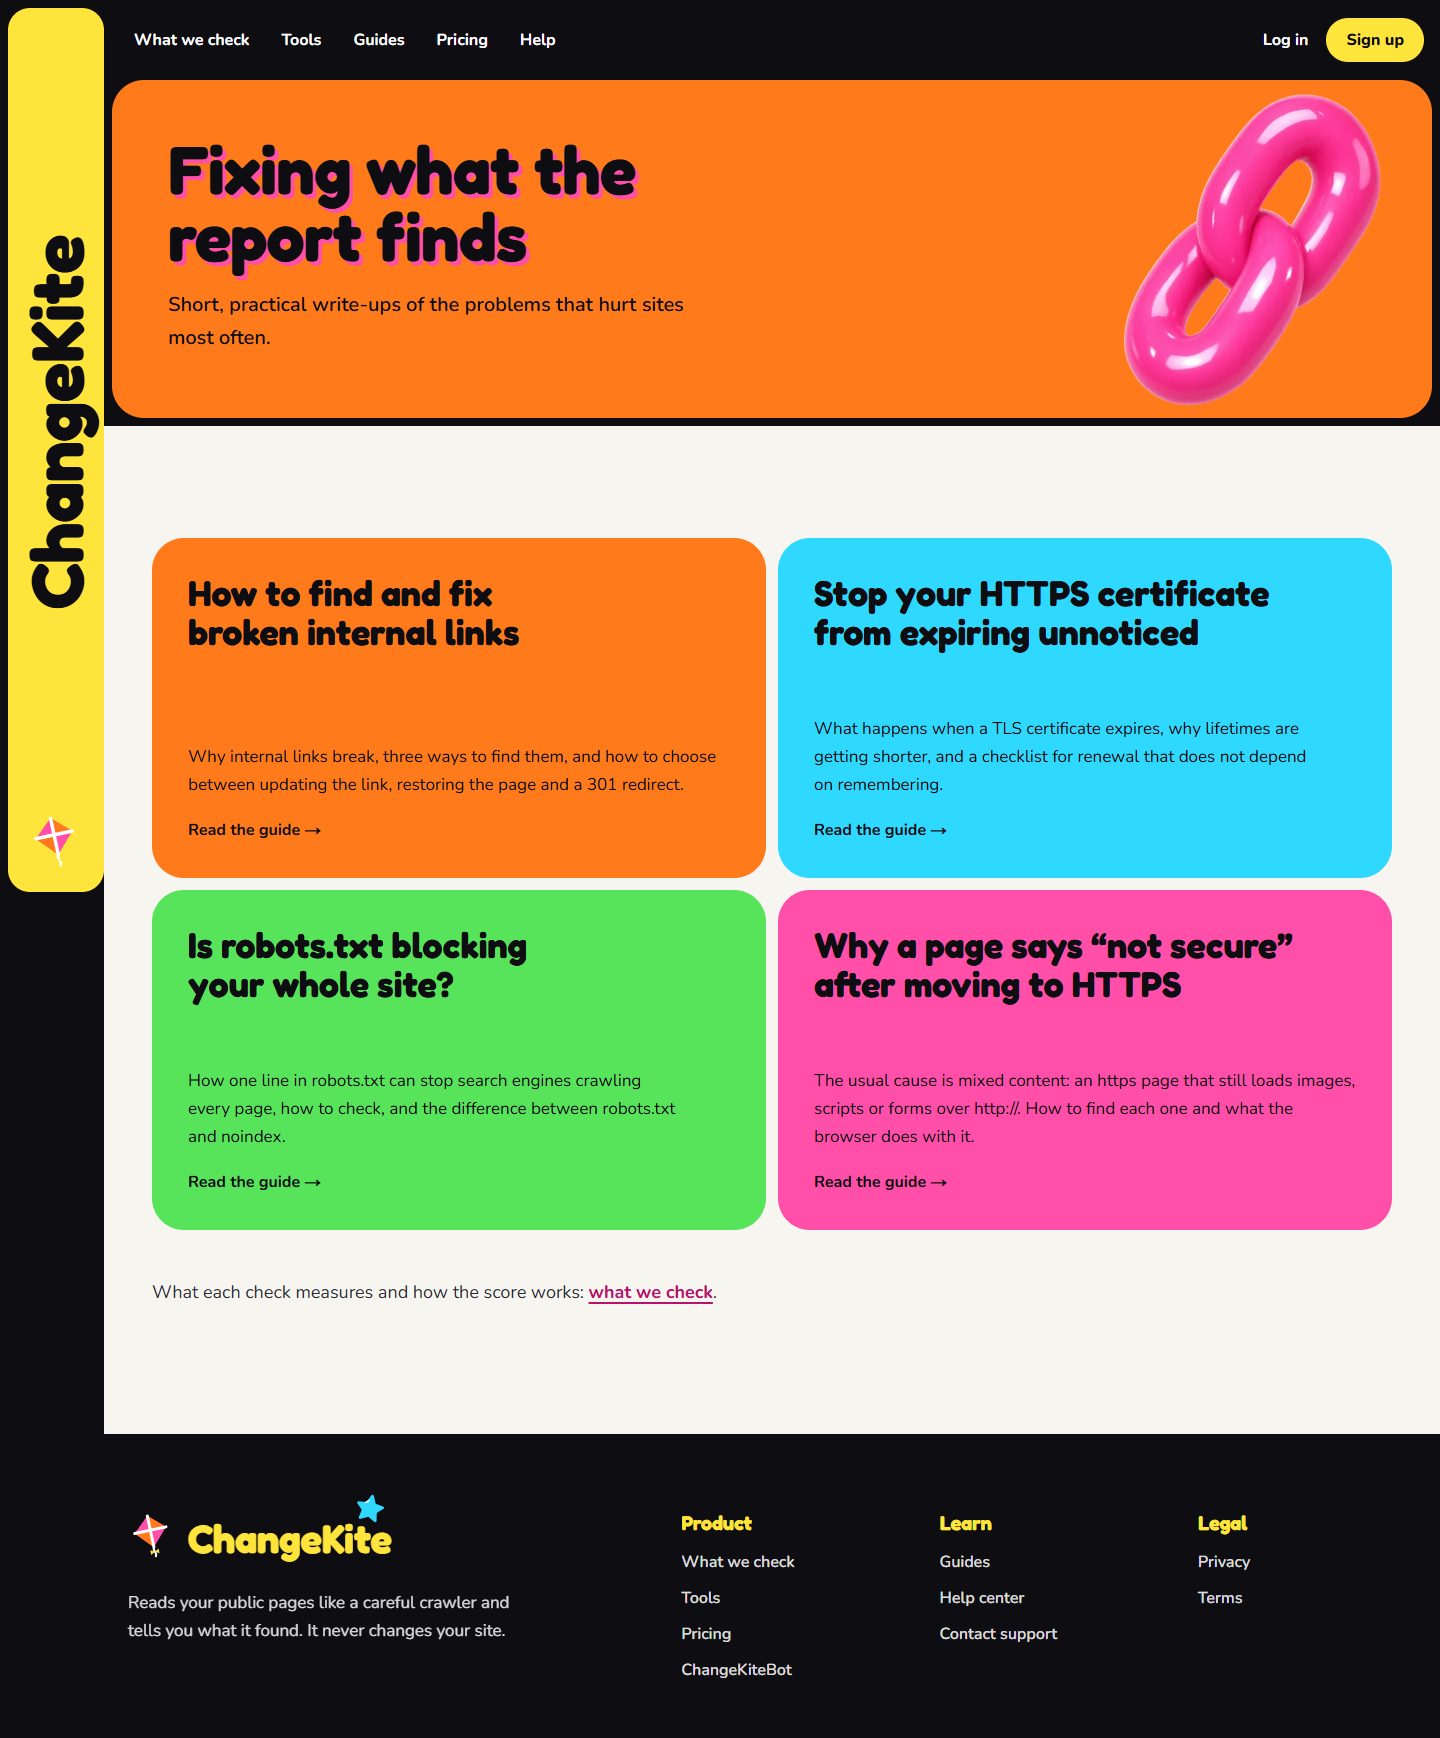 ChangeKite
What we check
Tools
Guides
Pricing
Help
Log in
Sign up
Fixing what the
report finds
Short, practical write-ups of the problems that hurt sites
most often.
How to find and fix
broken internal links
Why internal links break, three ways to find them, and how to choose
between updating the link, restoring the page and a 301 redirect.
Read the guide →
Stop your HTTPS certificate
from expiring unnoticed
What happens when a TLS certificate expires, why lifetimes are
getting shorter, and a checklist for renewal that does not depend
on remembering.
Read the guide →
Is robots.txt blocking
your whole site?
How one line in robots.txt can stop search engines crawling
every page, how to check, and the difference between robots.txt
and noindex.
Read the guide →
Why a page says “not secure”
after moving to HTTPS
The usual cause is mixed content: an https page that still loads images,
scripts or forms over http://. How to find each one and what the
browser does with it.
Read the guide →
What each check measures and how the score works: what we check.
ChangeKite
Reads your public pages like a careful crawler and
tells you what it found. It never changes your site.
Product
What we check
Tools
Pricing
ChangeKiteBot
Learn
Guides
Help center
Contact support
Legal
Privacy
Terms